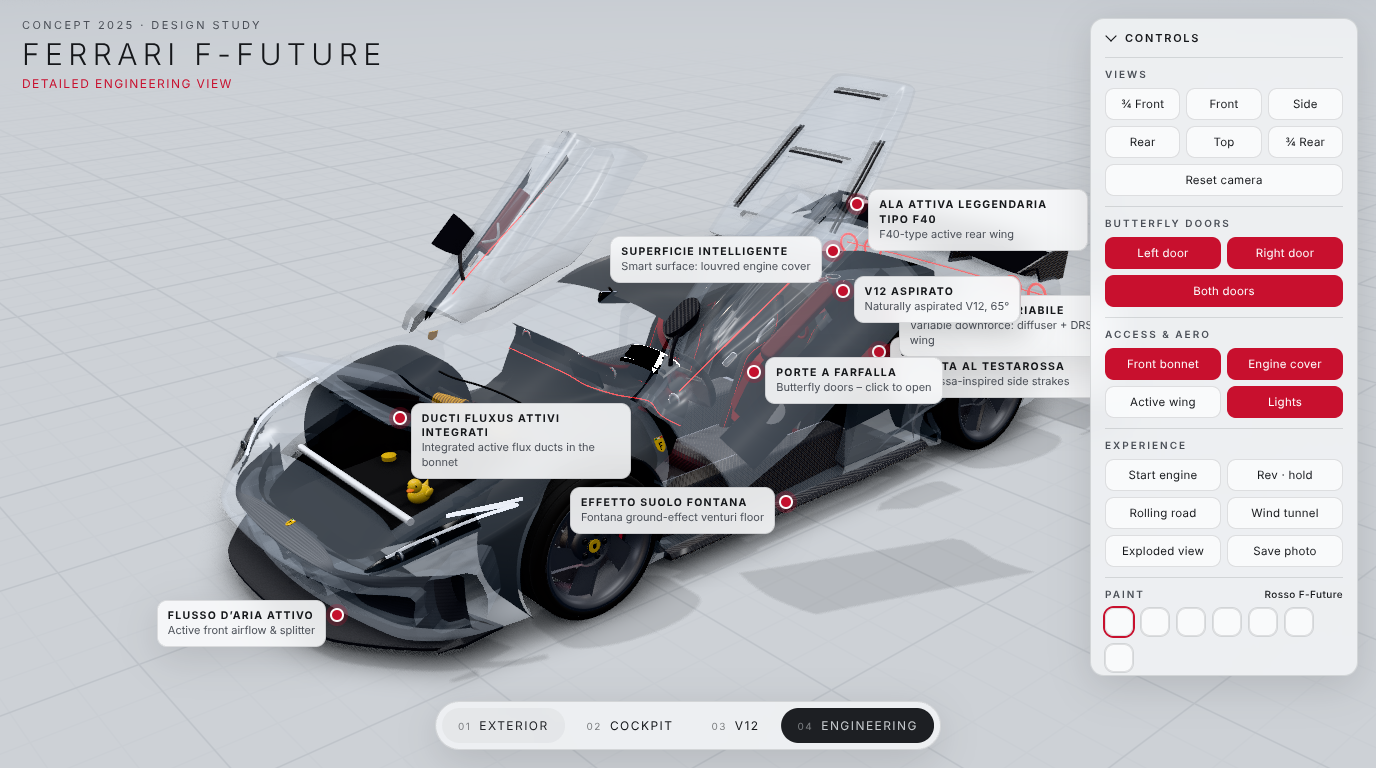 CONCEPT 2025 · DESIGN STUDY
FERRARI F-FUTURE
DETAILED ENGINEERING VIEW
ALA ATTIVA LEGGENDARIA
TIPO F40
F40-type active rear wing
SUPERFICIE INTELLIGENTE
Smart surface: louvred engine cover
V12 ASPIRATO
Naturally aspirated V12, 65°
Variable downforce: diffuser + DRS
wing
PORTE A FARFALLA
Butterfly doors – click to open
AL TESTAROSSA
side strakes
DUCTI FLUXUS ATTIVI
INTEGRATI
Integrated active flux ducts in the
bonnet
EFFETTO SUOLO FONTANA
Fontana ground-effect venturi floor
FLUSSO D'ARIA ATTIVO
Active front airflow & splitter
CONTROLS
VIEWS
¾ Front
Front
Side
Rear
Top
¾ Rear
Reset camera
BUTTERFLY DOORS
Left door
Right door
Both doors
ACCESS & AERO
Front bonnet
Engine cover
Active wing
Lights
EXPERIENCE
Start engine
Rev · hold
Rolling road
Wind tunnel
Exploded view
Save photo
PAINT
Rosso F-Future
01 EXTERIOR
02 COCKPIT
03 V12
04 ENGINEERING